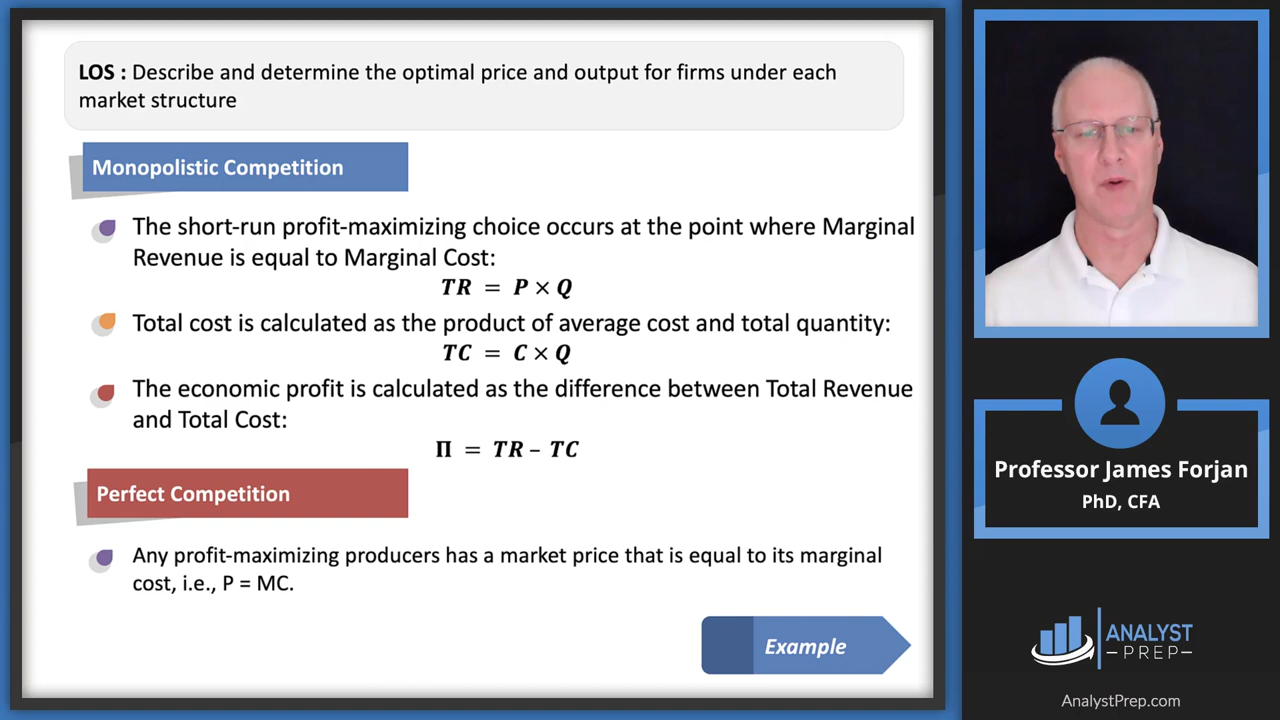 LOS : Describe and determine the optimal price and output for firms under each
market structure
Monopolistic Competition
The short-run profit-maximizing choice occurs at the point where Marginal
Revenue is equal to Marginal Cost:
TR = P × Q
Total cost is calculated as the product of average cost and total quantity:
TC = C × Q
The economic profit is calculated as the difference between Total Revenue
and Total Cost:
Π = TR – TC
Perfect Competition
Any profit-maximizing producers has a market price that is equal to its marginal
cost, i.e., P = MC.
Example
Professor James Forjan
PhD, CFA
ANALYST
–PREP–
AnalystPrep.com